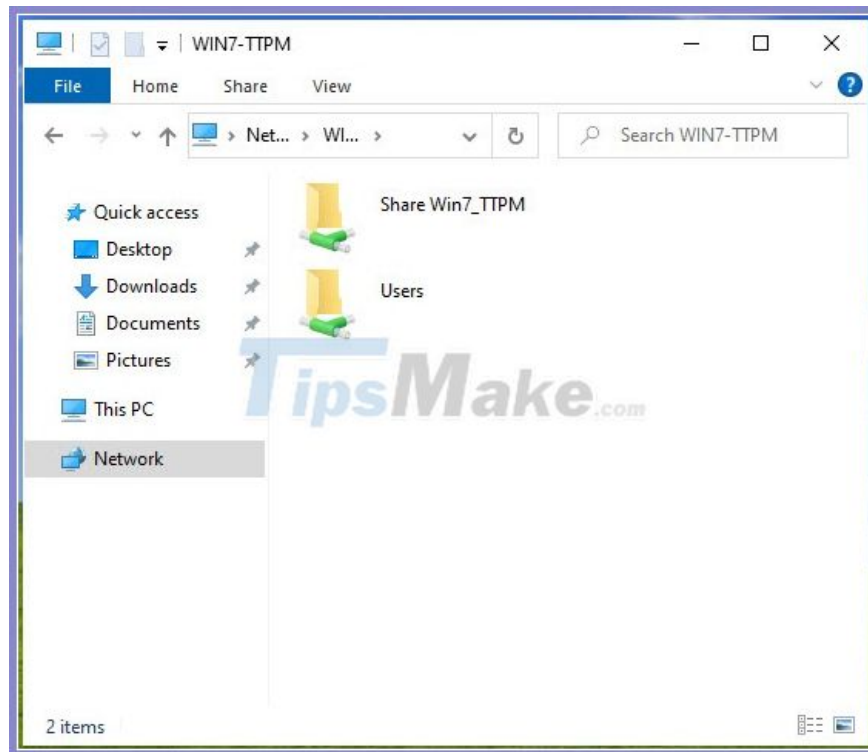 WIN7-TTPM
File Home Share View
Net... WI... Search WIN7-TTPM
Quick access
Desktop
Downloads
Documents
Pictures
This PC
Network
Share Win7_TTPM
Users
TipsMake.com
2 items